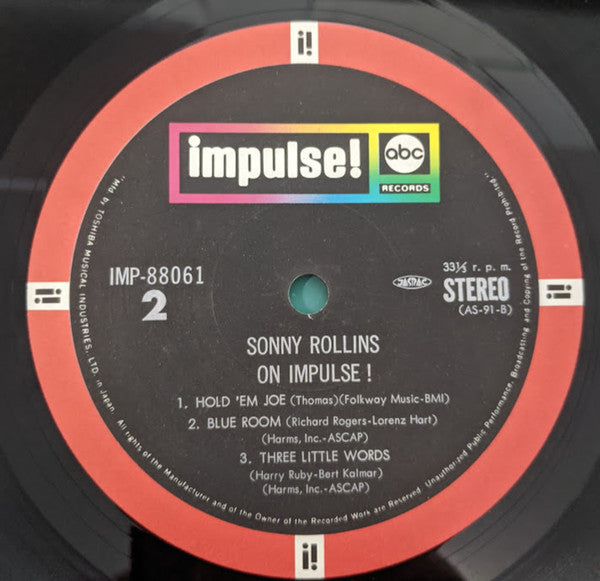 i!
impulse!
abc
RECORDS
IMP-88061
2
JASRAC
33⅓ r. p. m.
STEREO
(AS-91-B)
i!
i!
SONNY ROLLINS
ON IMPULSE !
1. HOLD 'EM JOE (Thomas)(Folkway Music-BMI)
2. BLUE ROOM (Richard Rogers-Lorenz Hart)
(Harms, Inc.-ASCAP)
3. THREE LITTLE WORDS
(Harry Ruby-Bert Kalmar)
(Harms, Inc.-ASCAP)
"Mfd. by TOSHIBA MUSICAL INDUSTRIES, LTD. in Japan. All rights of the Manufacturer and of the Owner of the Recorded Work are Reserved. Unauthorized Public Performance, Broadcasting and Copying of the Record Prohibited."
i!